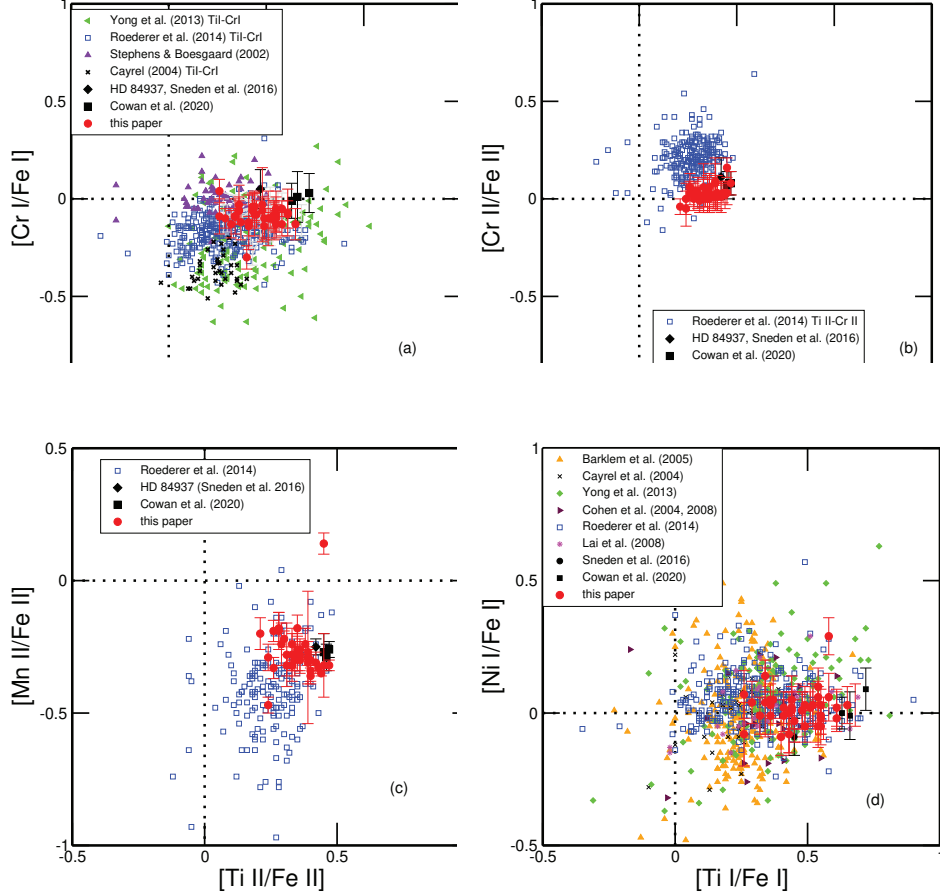 1
Yong et al. (2013) TiI-CrI
Roederer et al. (2014) TiI-CrI
Stephens & Boesgaard (2002)
Cayrel (2004) TiI-CrI
HD 84937, Sneden et al. (2016)
Cowan et al. (2020)
this paper
0.5
0
-0.5
[Cr I/Fe I]
(a)
1
0.5
0
-0.5
[Cr II/Fe II]
Roederer et al. (2014) Ti II-Cr II
HD 84937, Sneden et al. (2016)
Cowan et al. (2020)
(b)
0.5
Roederer et al. (2014)
HD 84937 (Sneden et al. 2016)
Cowan et al. (2020)
this paper
0
-0.5
-1
[Mn II/Fe II]
(c)
-0.5
0
0.5
[Ti II/Fe II]
1
Barklem et al. (2005)
Cayrel et al. (2004)
Yong et al. (2013)
Cohen et al. (2004, 2008)
Roederer et al. (2014)
Lai et al. (2008)
Sneden et al. (2016)
Cowan et al. (2020)
this paper
0.5
0
-0.5
[Ni I/Fe I]
(d)
-0.5
0
0.5
1
[Ti I/Fe I]